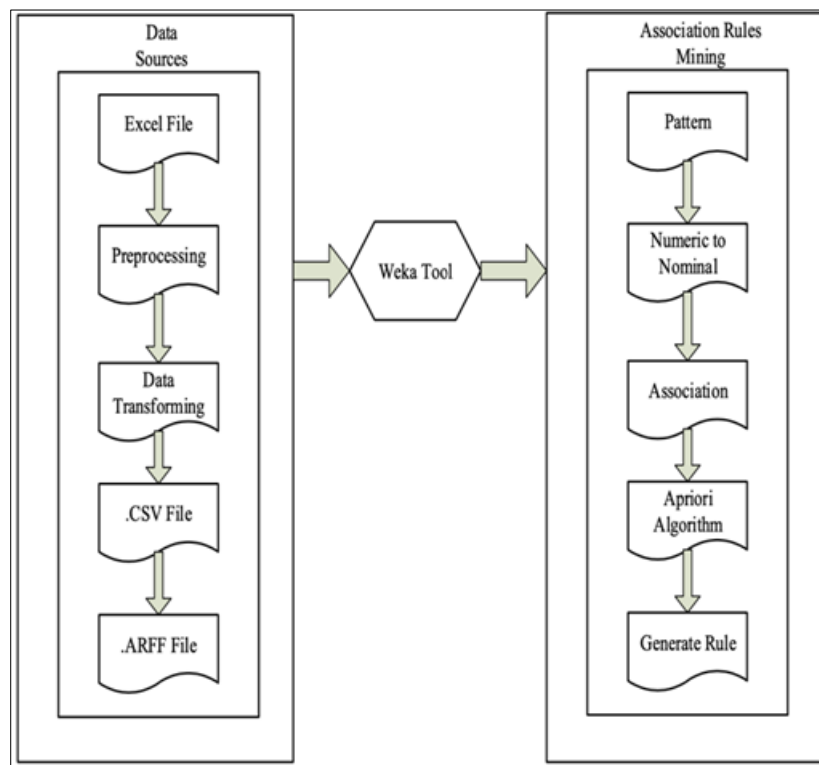 Data
Sources
Excel File
Preprocessing
Data
Transforming
.CSV File
.ARFF File
Weka Tool
Association Rules
Mining
Pattern
Numeric to
Nominal
Association
Apriori
Algorithm
Generate Rule